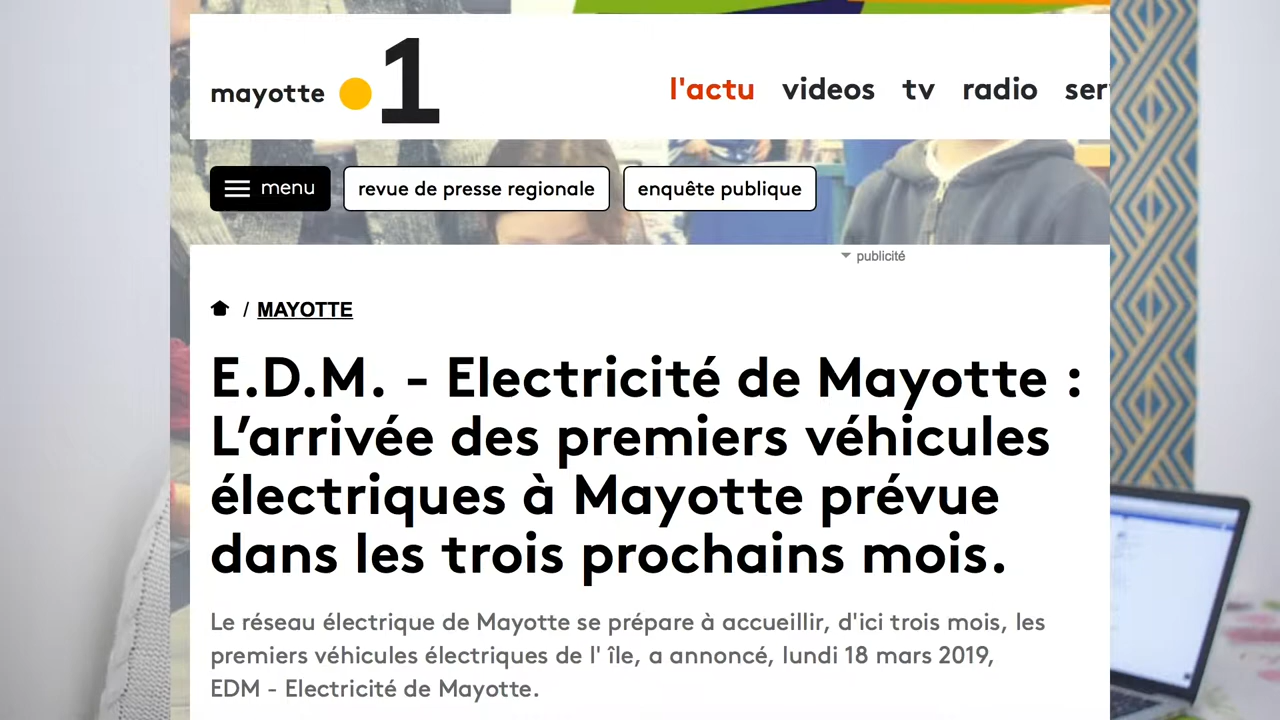 mayotte 1
l'actu videos tv radio
menu revue de presse regionale enquête publique
publicité
/ MAYOTTE
E.D.M. - Electricité de Mayotte :
L’arrivée des premiers véhicules
électriques à Mayotte prévue
dans les trois prochains mois.
Le réseau électrique de Mayotte se prépare à accueillir, d'ici trois mois, les
premiers véhicules électriques de l' île, a annoncé, lundi 18 mars 2019,
EDM - Electricité de Mayotte.